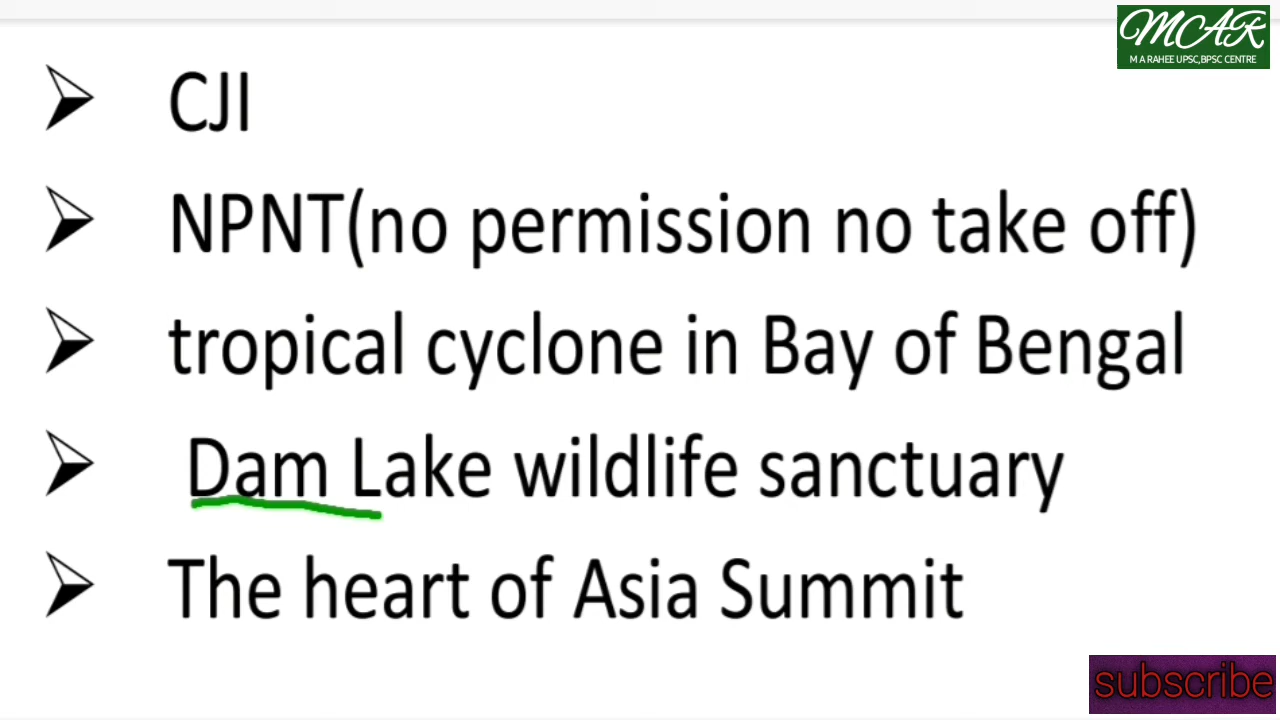 MCAR
M A RAHEE UPSC,BPSC CENTRE
CJI
NPNT(no permission no take off)
tropical cyclone in Bay of Bengal
Dam Lake wildlife sanctuary
The heart of Asia Summit
subscribe